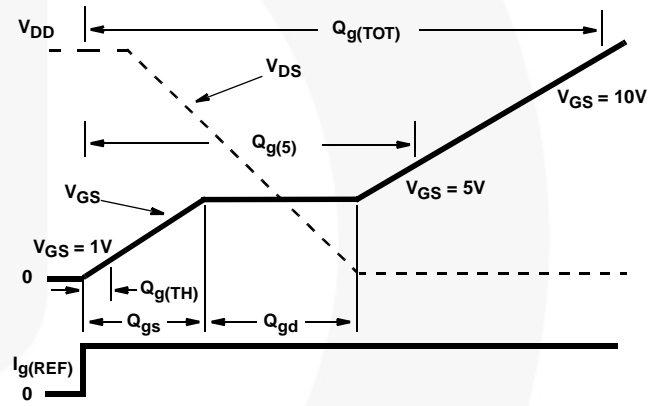 V_DD
Q_g(TOT)
V_DS
V_GS = 10V
Q_g(5)
V_GS
V_GS = 5V
V_GS = 1V
0
Q_g(TH)
Q_gs
Q_gd
I_g(REF)
0